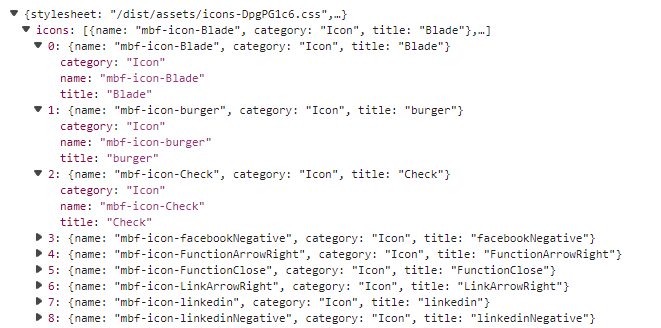 {stylesheet: "/dist/assets/icons-DpgPG1c6.css",…}
icons: [{name: "mbf-icon-Blade", category: "Icon", title: "Blade"},…]
0: {name: "mbf-icon-Blade", category: "Icon", title: "Blade"}
category: "Icon"
name: "mbf-icon-Blade"
title: "Blade"
1: {name: "mbf-icon-burger", category: "Icon", title: "burger"}
category: "Icon"
name: "mbf-icon-burger"
title: "burger"
2: {name: "mbf-icon-Check", category: "Icon", title: "Check"}
category: "Icon"
name: "mbf-icon-Check"
title: "Check"
3: {name: "mbf-icon-facebookNegative", category: "Icon", title: "facebookNegative"}
4: {name: "mbf-icon-FunctionArrowRight", category: "Icon", title: "FunctionArrowRight"}
5: {name: "mbf-icon-FunctionClose", category: "Icon", title: "FunctionClose"}
6: {name: "mbf-icon-LinkArrowRight", category: "Icon", title: "LinkArrowRight"}
7: {name: "mbf-icon-linkedin", category: "Icon", title: "linkedin"}
8: {name: "mbf-icon-linkedinNegative", category: "Icon", title: "linkedinNegative"}